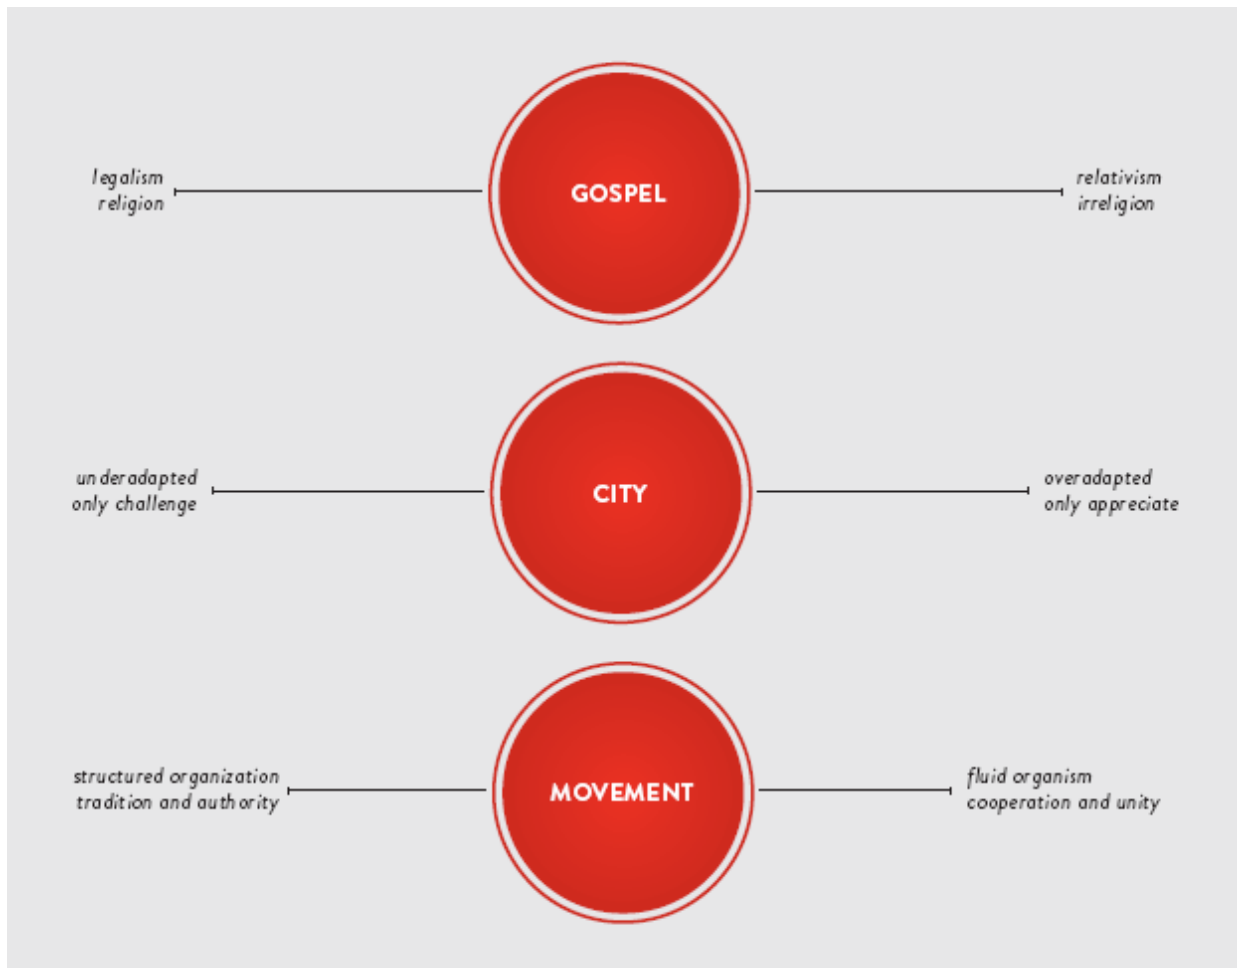 legalism
religion
GOSPEL
relativism
irreligion
underadapted
only challenge
CITY
overadapted
only appreciate
structured organization
tradition and authority
MOVEMENT
fluid organism
cooperation and unity